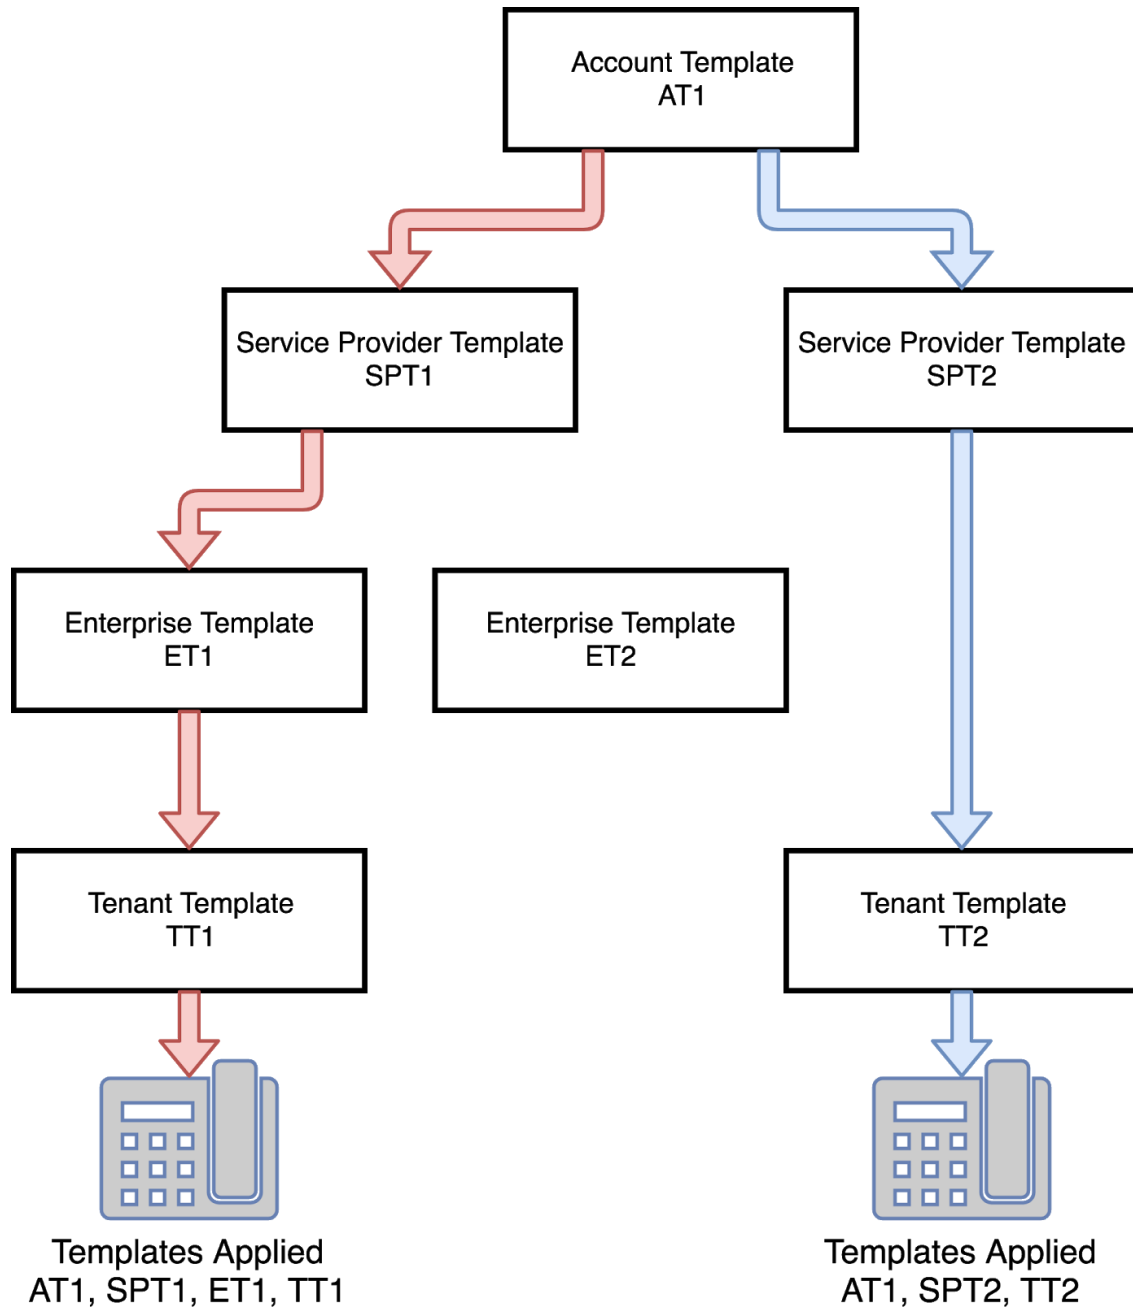 Account Template
AT1
Service Provider Template
SPT1
Service Provider Template
SPT2
Enterprise Template
ET1
Enterprise Template
ET2
Tenant Template
TT1
Tenant Template
TT2
Templates Applied
AT1, SPT1, ET1, TT1
Templates Applied
AT1, SPT2, TT2